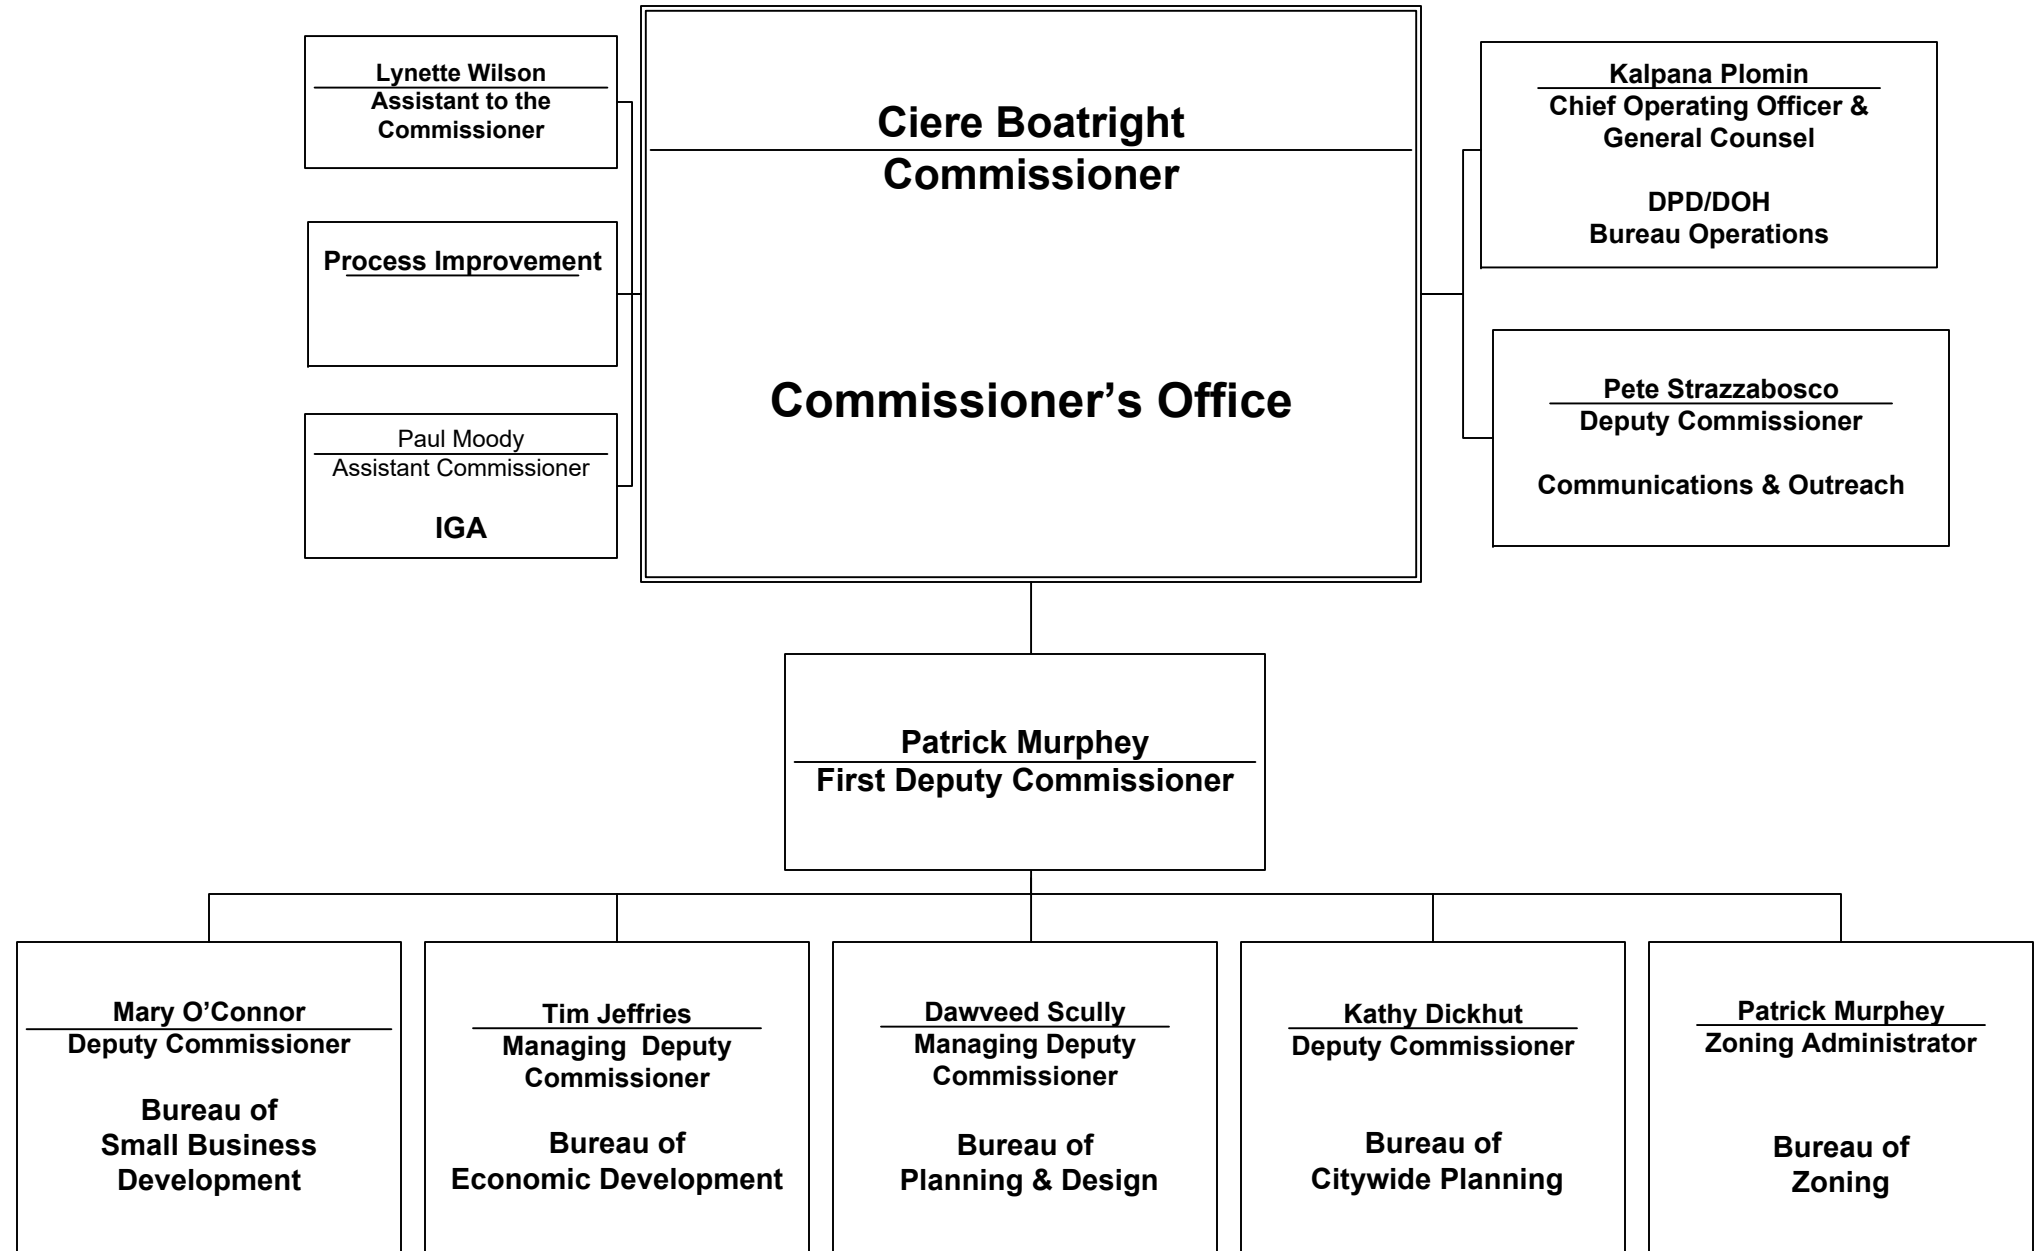 Lynette Wilson
Assistant to the
Commissioner
Process Improvement
Paul Moody
Assistant Commissioner
IGA
Ciere Boatright
Commissioner
Commissioner’s Office
Kalpana Plomin
Chief Operating Officer &
General Counsel
DPD/DOH
Bureau Operations
Pete Strazzabosco
Deputy Commissioner
Communications & Outreach
Patrick Murphey
First Deputy Commissioner
Mary O’Connor
Deputy Commissioner
Bureau of
Small Business
Development
Tim Jeffries
Managing  Deputy
Commissioner
Bureau of
Economic Development
Dawveed Scully
Managing Deputy
Commissioner
Bureau of
Planning & Design
Kathy Dickhut
Deputy Commissioner
Bureau of
Citywide Planning
Patrick Murphey
Zoning Administrator
Bureau of
Zoning